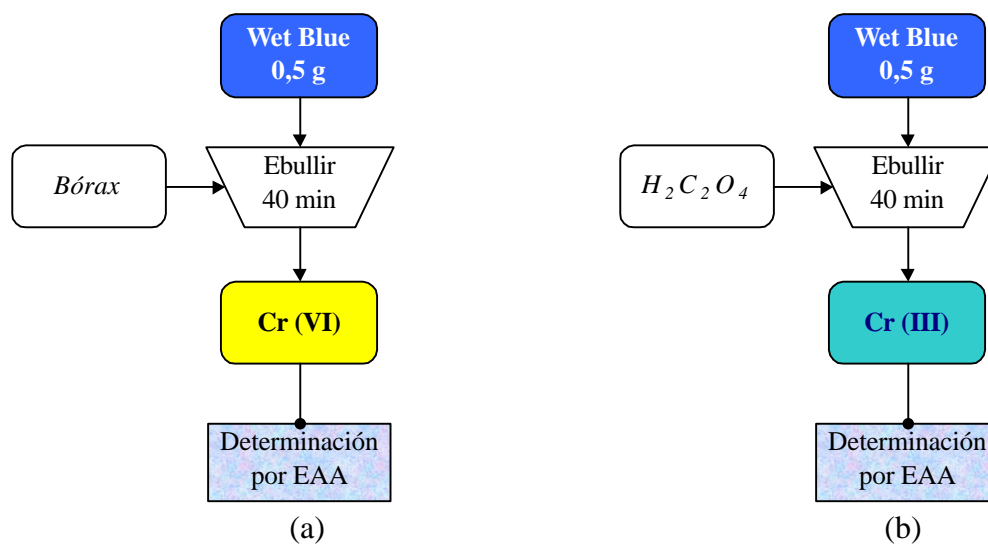 Wet Blue
0,5 g
Bórax
Ebullir
40 min
Cr (VI)
Determinación
por EAA
(a)
Wet Blue
0,5 g
H₂C₂O₄
Ebullir
40 min
Cr (III)
Determinación
por EAA
(b)